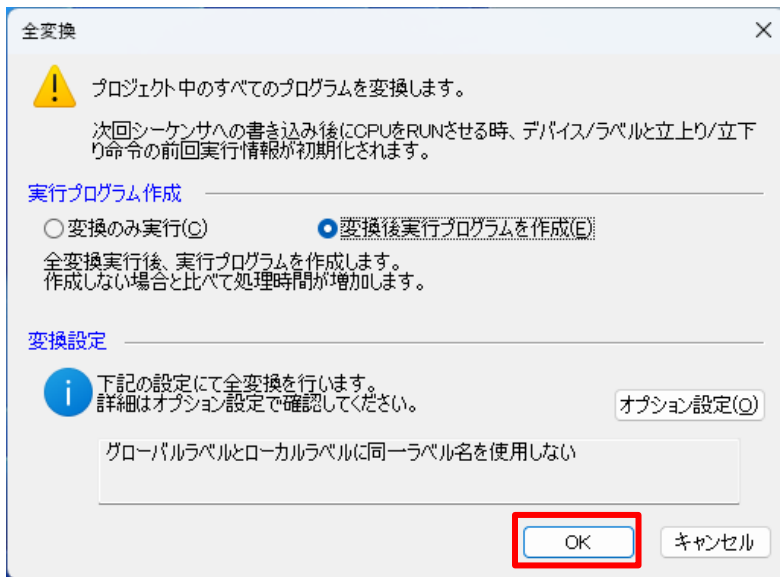 全変換
プロジェクト中のすべてのプログラムを変換します。
次回シーケンサへの書き込み後にCPUをRUNさせる時、デバイス/ラベルと立上り/立下
り命令の前回実行情報が初期化されます。
実行プログラム作成
変換のみ実行(C)
変換後実行プログラムを作成(E)
全変換実行後、実行プログラムを作成します。
作成しない場合と比べて処理時間が増加します。
変換設定
下記の設定にて全変換を行います。
詳細はオプション設定で確認してください。
オプション設定(O)
グローバルラベルとローカルラベルに同一ラベル名を使用しない
OK
キャンセル